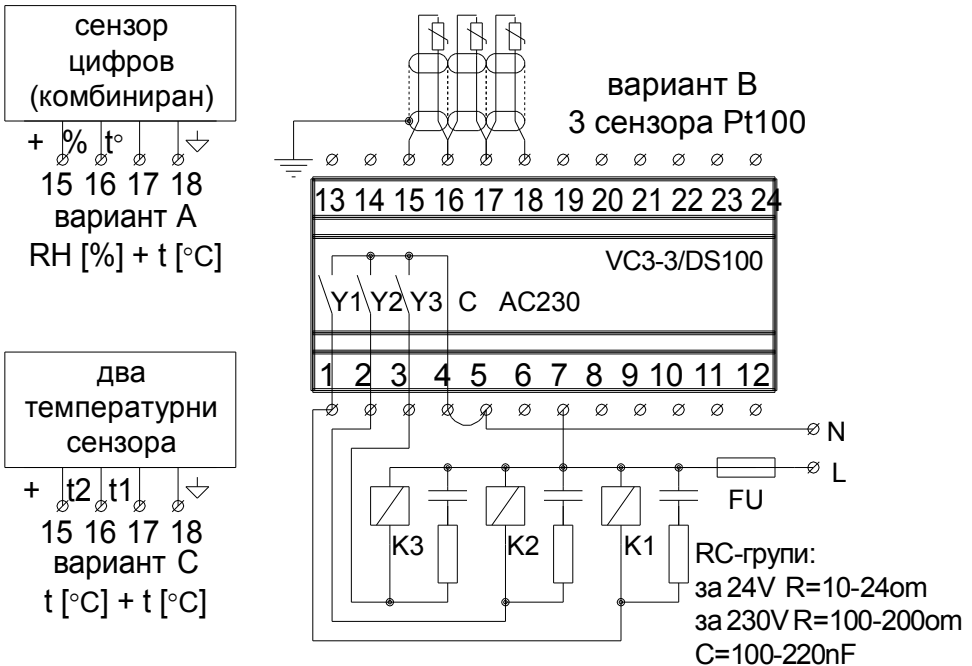 сензор
цифров
(комбиниран)
+ % t°
15 16 17 18
вариант A
RH [%] + t [°C]
вариант B
3 сензора Pt100
13 14 15 16 17 18 19 20 21 22 23 24
VC3-3/DS100
Y1 Y2 Y3 C AC230
1 2 3 4 5 6 7 8 9 10 11 12
два
температурни
сензора
+ t2 t1
15 16 17 18
вариант C
t [°C] + t [°C]
N
L
FU
K3 K2 K1
RC-групи:
за 24V R=10-24om
за 230V R=100-200om
C=100-220nF